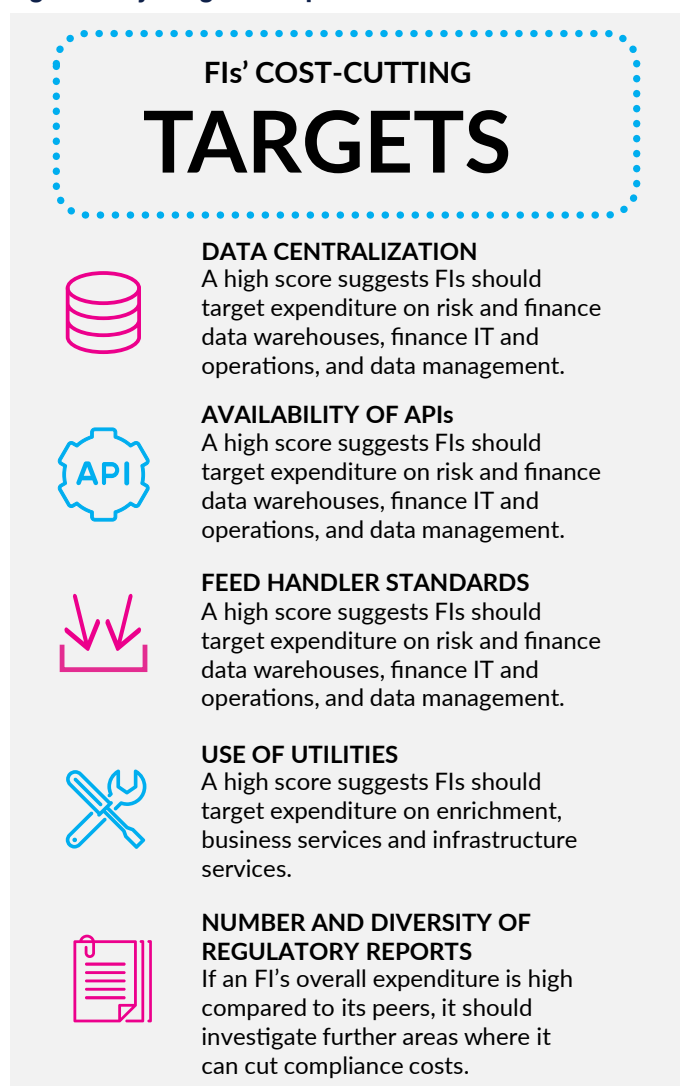 FIs’ COST-CUTTING
TARGETS
DATA CENTRALIZATION
A high score suggests FIs should
target expenditure on risk and finance
data warehouses, finance IT and
operations, and data management.
AVAILABILITY OF APIs
A high score suggests FIs should
target expenditure on risk and finance
data warehouses, finance IT and
operations, and data management.
API
FEED HANDLER STANDARDS
A high score suggests FIs should
target expenditure on risk and finance
data warehouses, finance IT and
operations, and data management.
USE OF UTILITIES
A high score suggests FIs should
target expenditure on enrichment,
business services and infrastructure
services.
NUMBER AND DIVERSITY OF
REGULATORY REPORTS
If an FI’s overall expenditure is high
compared to its peers, it should
investigate further areas where it
can cut compliance costs.